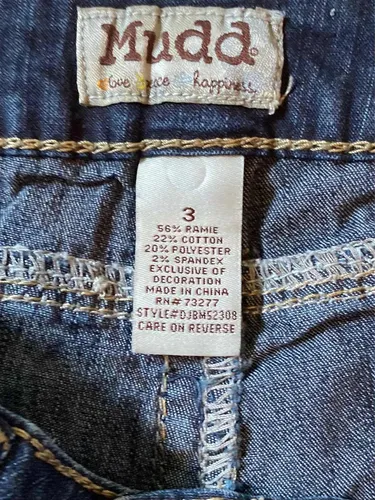 Mudd
love peace happiness
3
56% RAMIE
22% COTTON
20% POLYESTER
2% SPANDEX
EXCLUSIVE OF
DECORATION
MADE IN CHINA
RN# 73277
STYLE#DJBM52308
CARE ON REVERSE